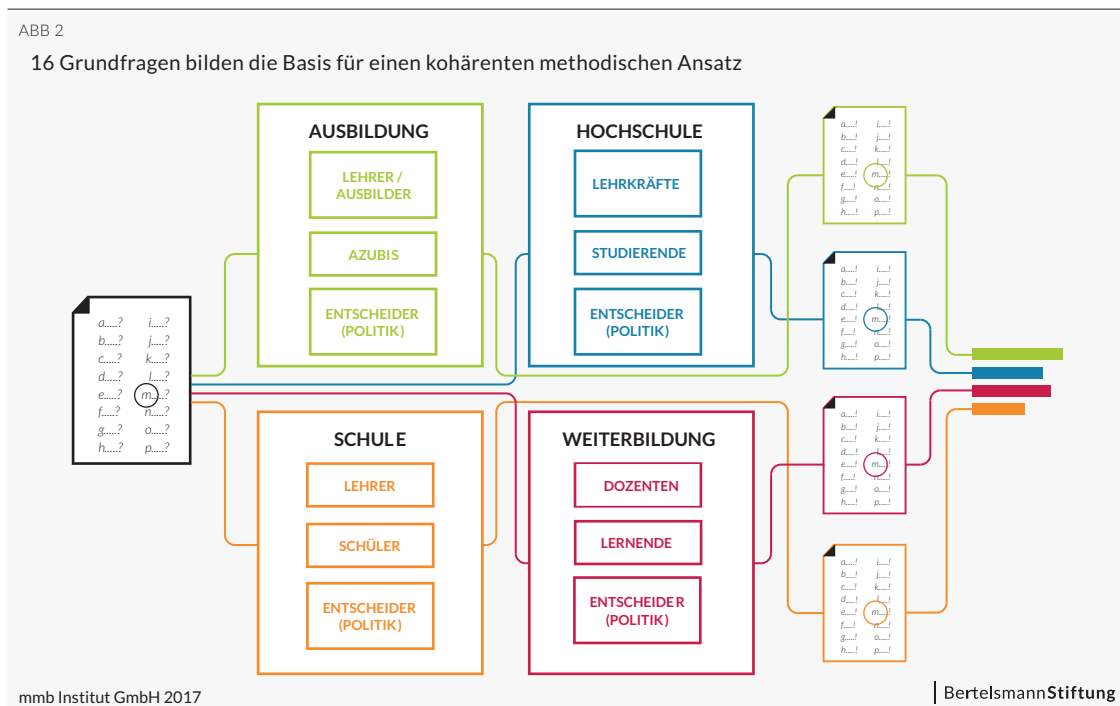 ABB 2
16 Grundfragen bilden die Basis für einen kohärenten methodischen Ansatz
a.....? i.....?
b.....? j.....?
c.....? k.....?
d.....? l.....?
e.....? m.....?
f.....? n.....?
g.....? o.....?
h.....? p.....?
AUSBILDUNG
LEHRER /
AUSBILDER
AZUBIS
ENTSCHEIDER
(POLITIK)
HOCHSCHULE
LEHRKRÄFTE
STUDIERENDE
ENTSCHEIDER
(POLITIK)
SCHULE
LEHRER
SCHÜLER
ENTSCHEIDER
(POLITIK)
WEITERBILDUNG
DOZENTEN
LERNENDE
ENTSCHEIDER
(POLITIK)
a.....! i.....!
b.....! j.....!
c.....! k.....!
d.....! l.....!
e.....! m.....!
f.....! n.....!
g.....! o.....!
h.....! p.....!
a.....! i.....!
b.....! j.....!
c.....! k.....!
d.....! l.....!
e.....! m.....!
f.....! n.....!
g.....! o.....!
h.....! p.....!
a.....! i.....!
b.....! j.....!
c.....! k.....!
d.....! l.....!
e.....! m.....!
f.....! n.....!
g.....! o.....!
h.....! p.....!
a.....! i.....!
b.....! j.....!
c.....! k.....!
d.....! l.....!
e.....! m.....!
f.....! n.....!
g.....! o.....!
h.....! p.....!
mmb Institut GmbH 2017
BertelsmannStiftung